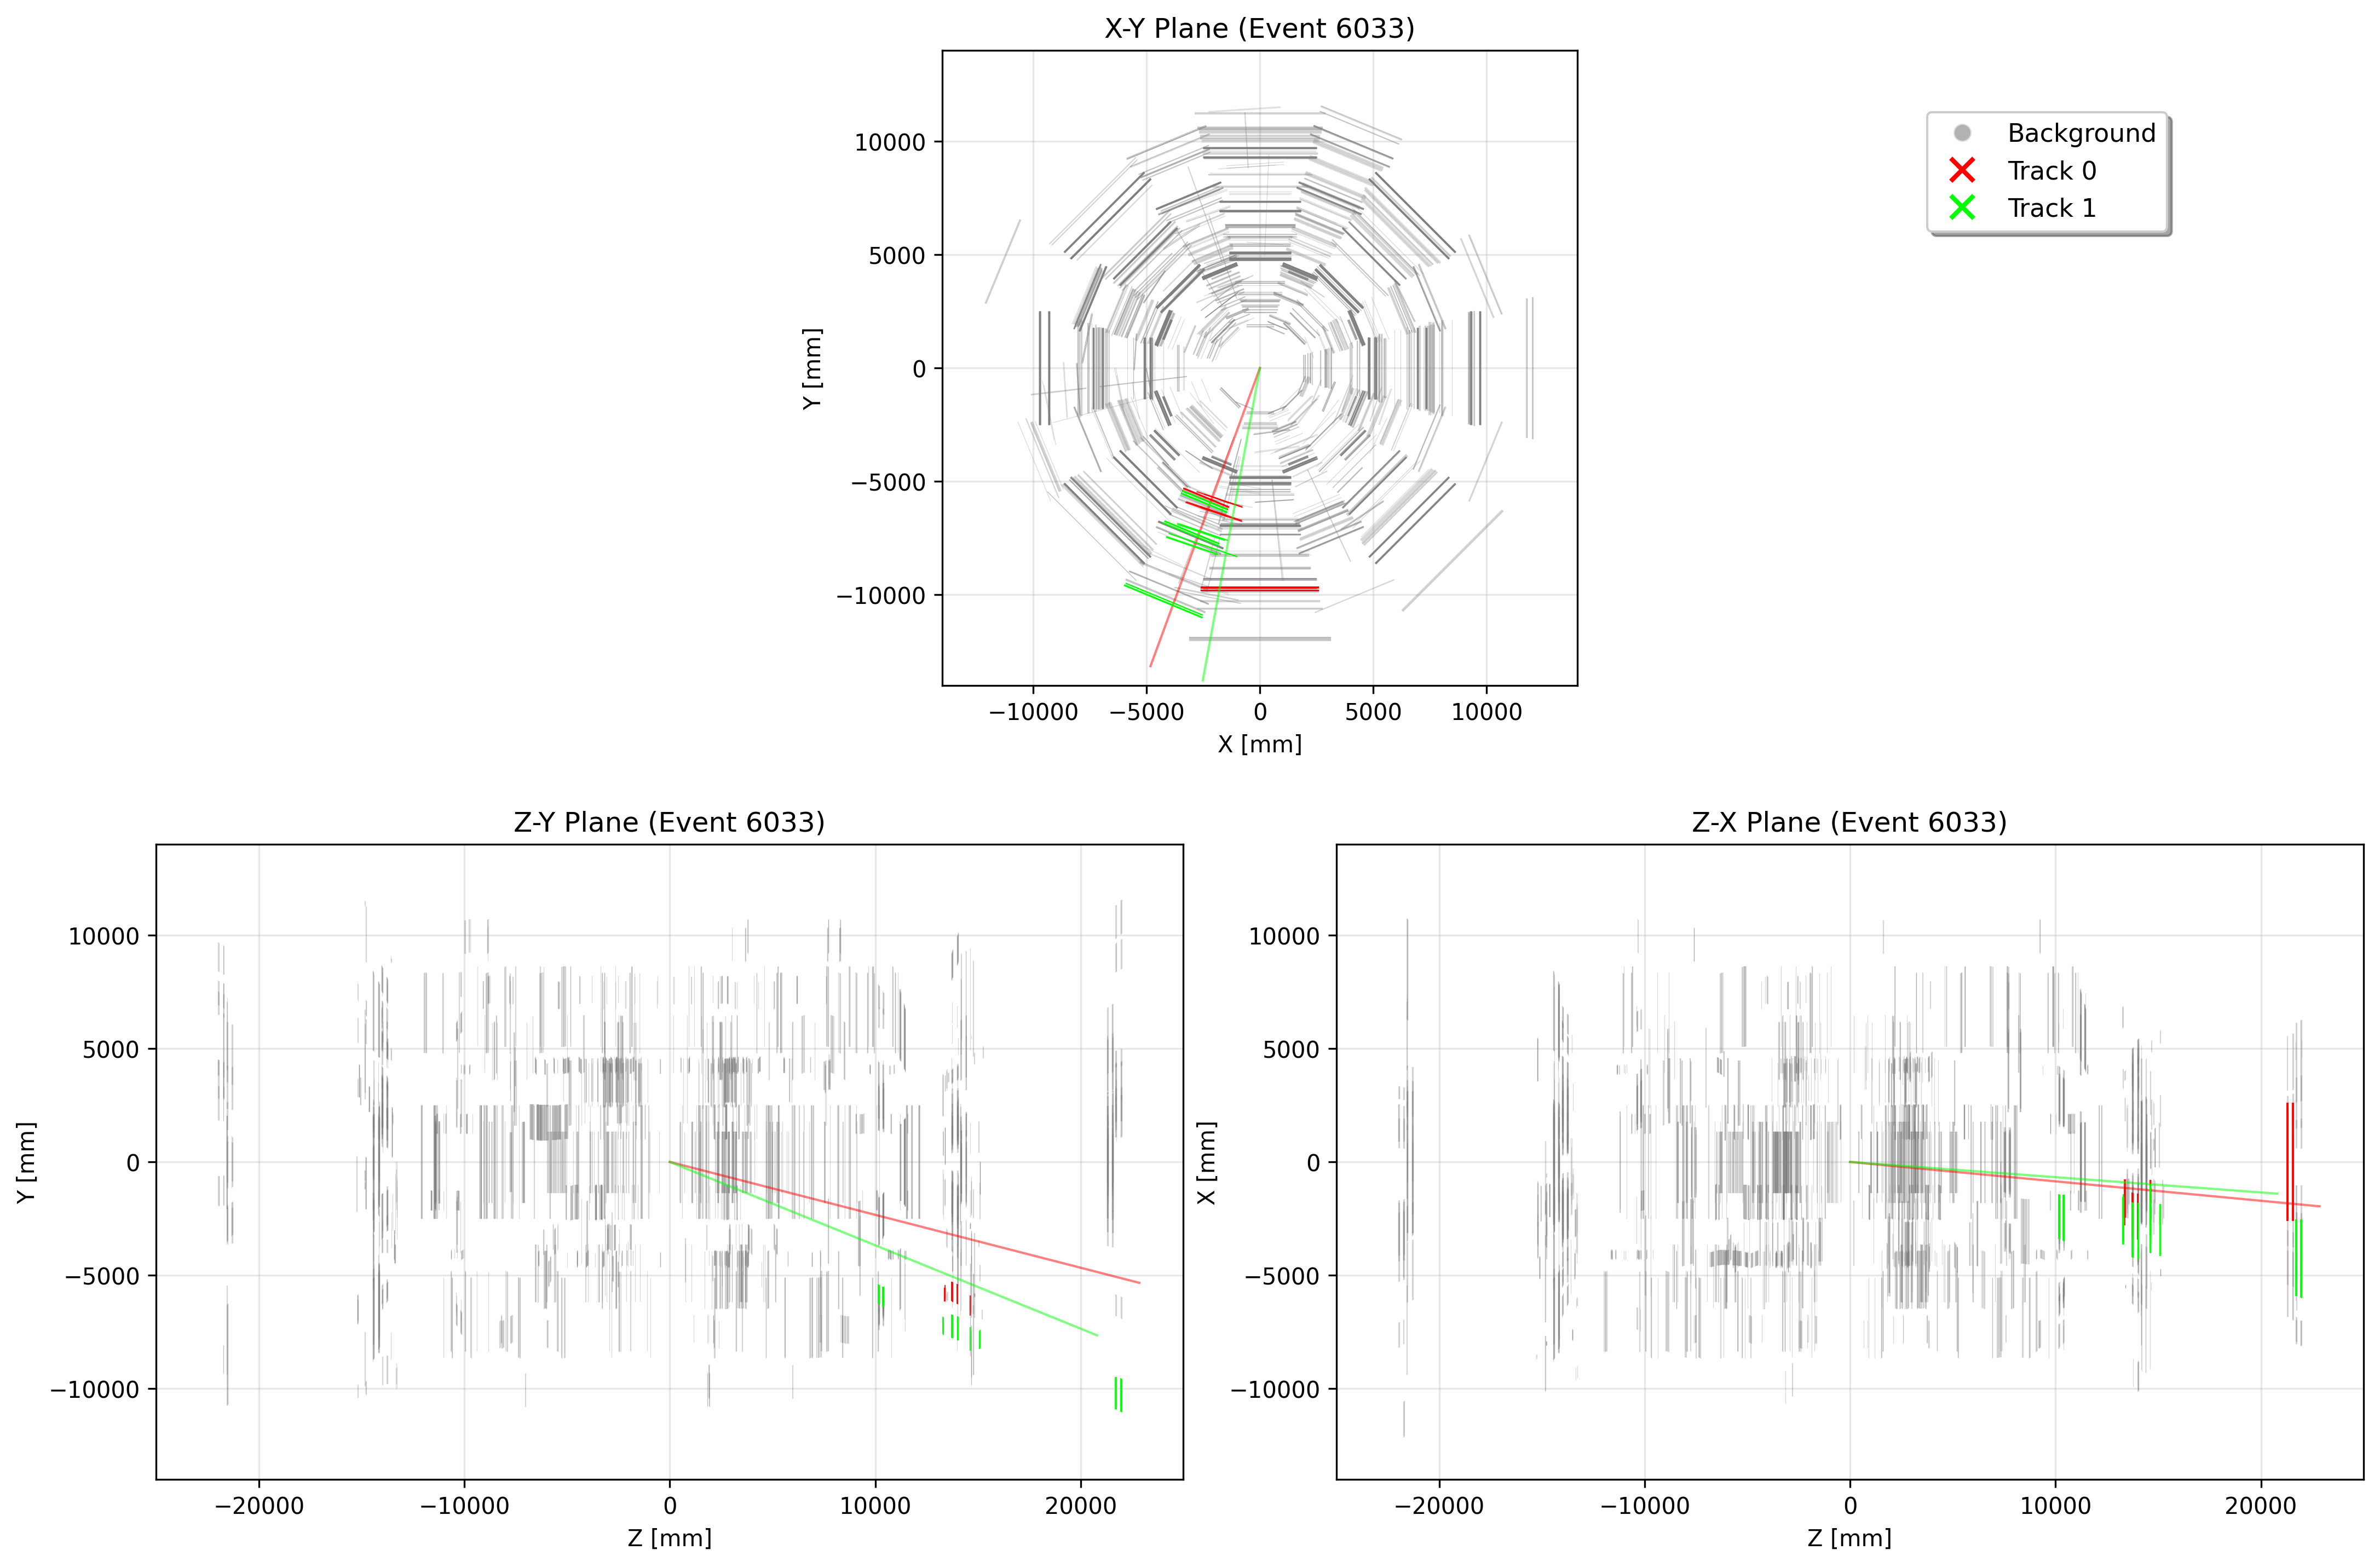 X-Y Plane (Event 6033)
10000
5000
0
−5000
−10000
Y [mm]
−10000 −5000 0 5000 10000
X [mm]
Background
Track 0
Track 1
Z-Y Plane (Event 6033)
10000
5000
0
−5000
−10000
Y [mm]
−20000 −10000 0 10000 20000
Z [mm]
Z-X Plane (Event 6033)
10000
5000
0
−5000
−10000
X [mm]
−20000 −10000 0 10000 20000
Z [mm]